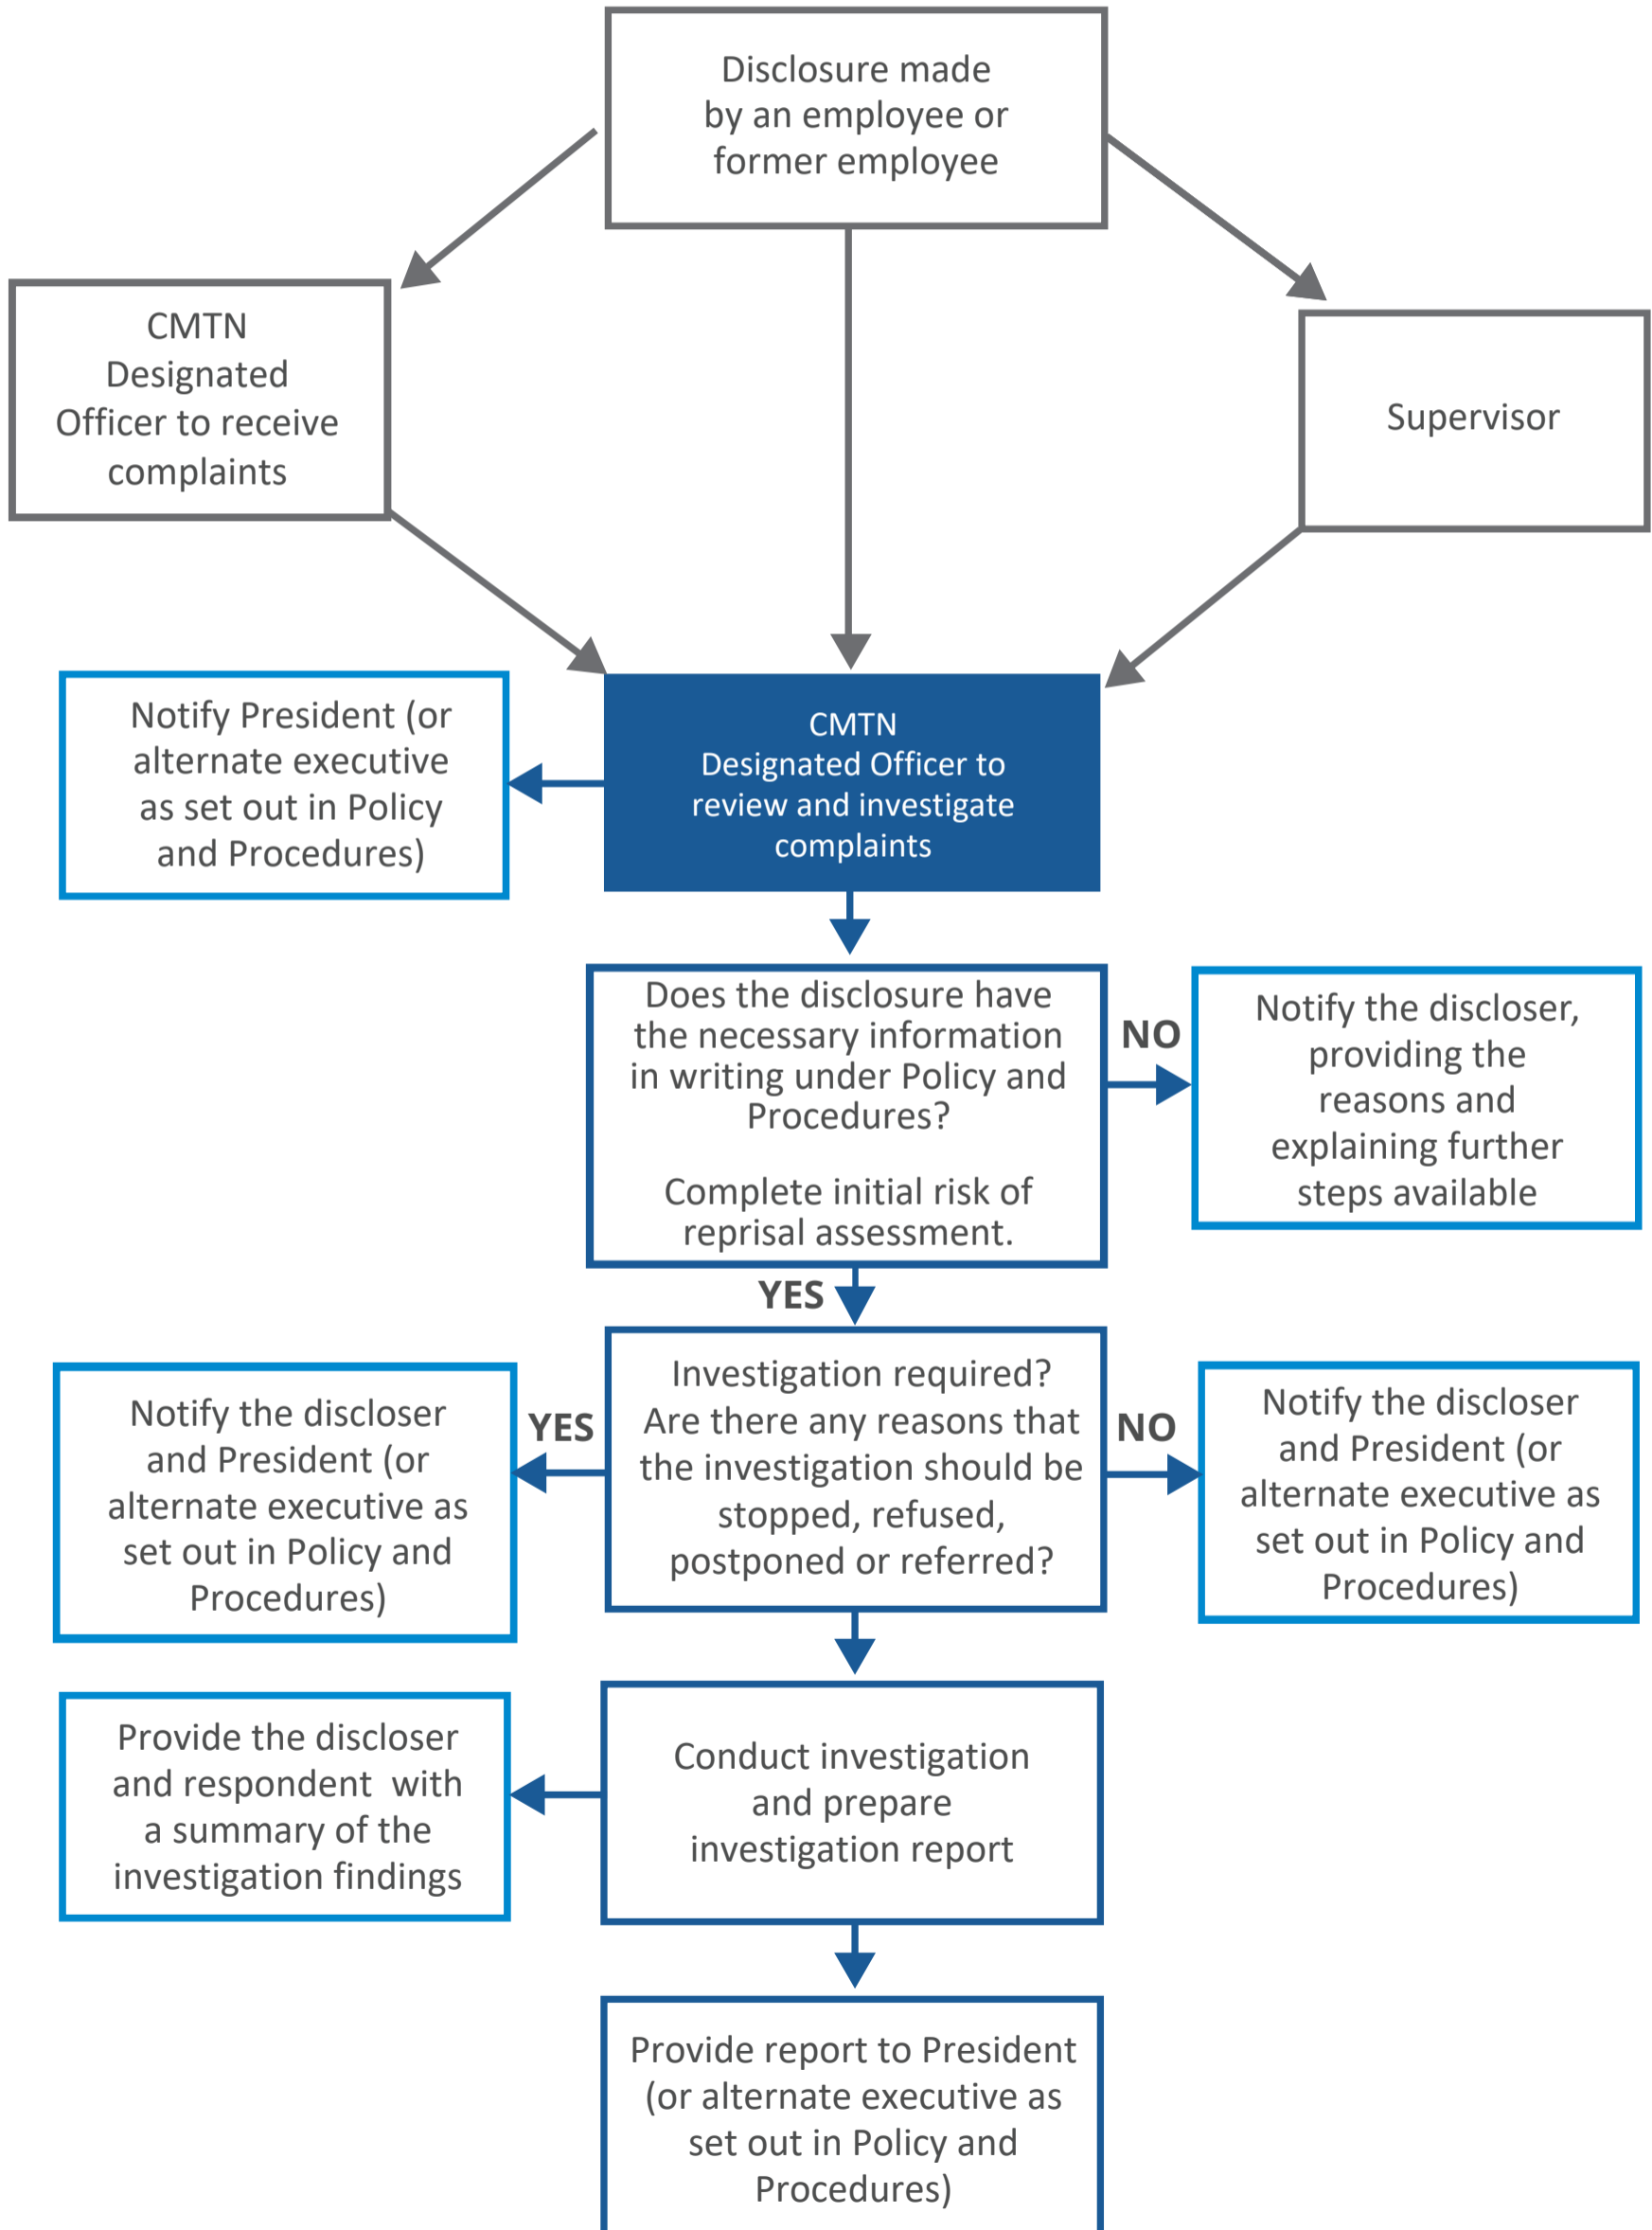 Disclosure made
by an employee or
former employee
CMTN
Designated
Officer to receive
complaints
Supervisor
Notify President (or
alternate executive
as set out in Policy
and Procedures)
CMTN
Designated Officer to
review and investigate
complaints
Does the disclosure have
the necessary information
in writing under Policy and
Procedures?
Complete initial risk of
reprisal assessment.
NO
Notify the discloser,
providing the
reasons and
explaining further
steps available
YES
Notify the discloser
and President (or
alternate executive as
set out in Policy and
Procedures)
YES
Investigation required?
Are there any reasons that
the investigation should be
stopped, refused,
postponed or referred?
NO
Notify the discloser
and President (or
alternate executive as
set out in Policy and
Procedures)
Provide the discloser
and respondent with
a summary of the
investigation findings
Conduct investigation
and prepare
investigation report
Provide report to President
(or alternate executive as
set out in Policy and
Procedures)